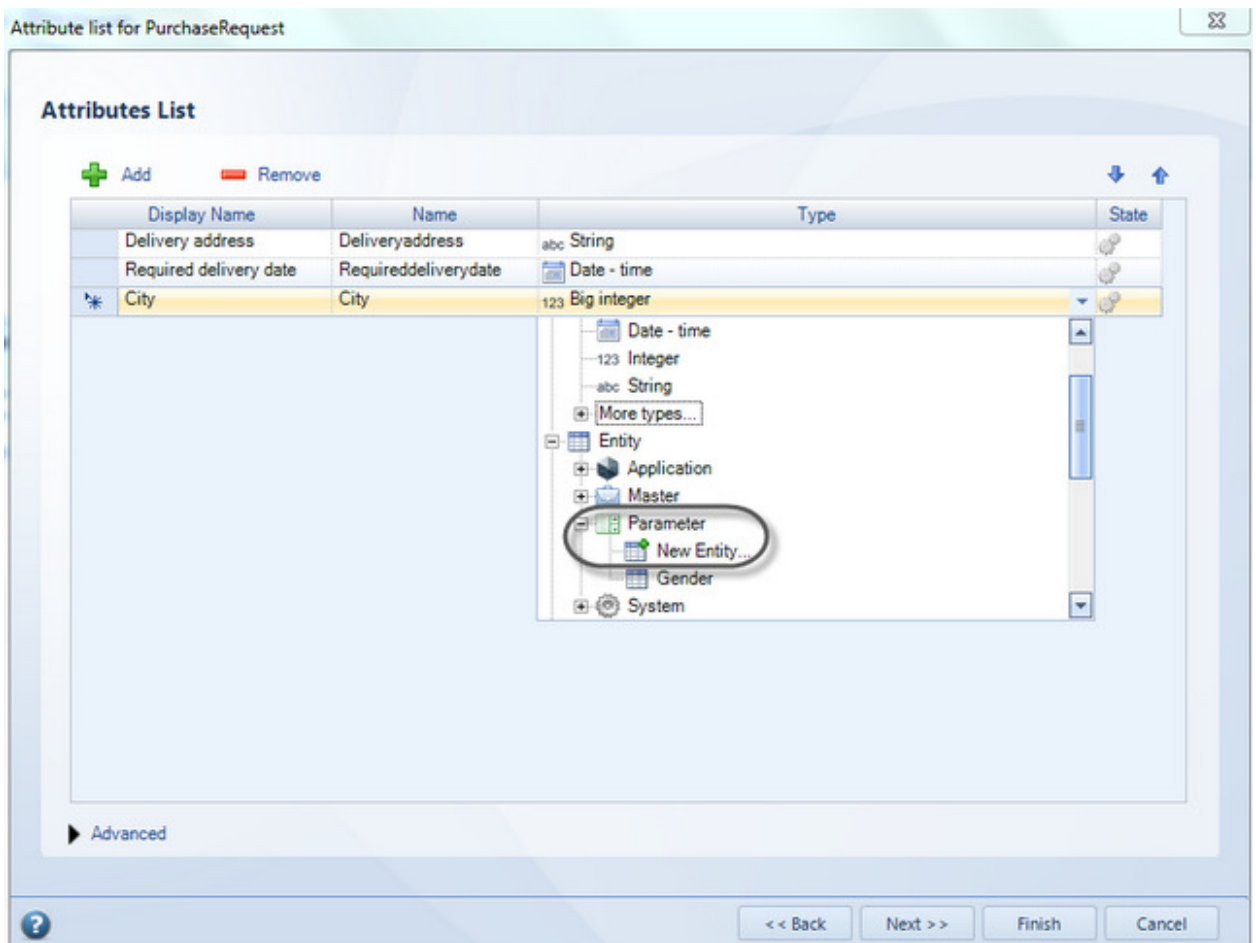 Attribute list for PurchaseRequest
Attributes List
Add Remove
Display Name Name Type State
Delivery address Deliveryaddress abc String
Required delivery date Requireddeliverydate Date - time
City City 123 Big integer
Date - time
123 Integer
abc String
More types...
Entity
Application
Master
Parameter
New Entity...
Gender
System
Advanced
? << Back Next >> Finish Cancel